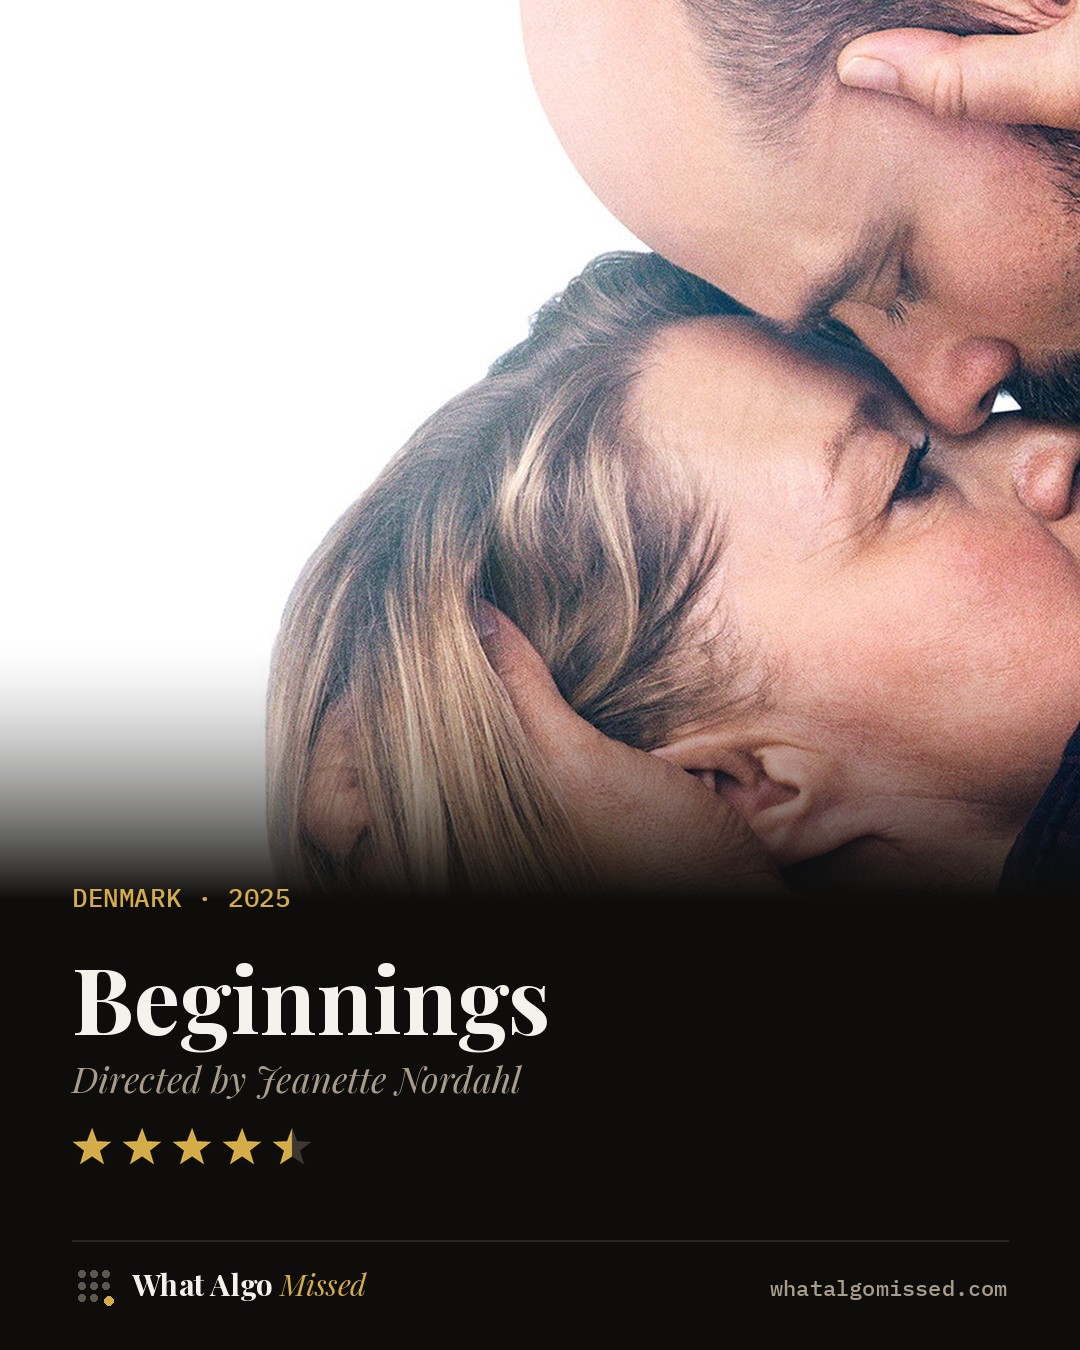 DENMARK · 2025
Beginnings
Directed by Jeanette Nordahl
What Algo Missed
whatalgomissed.com